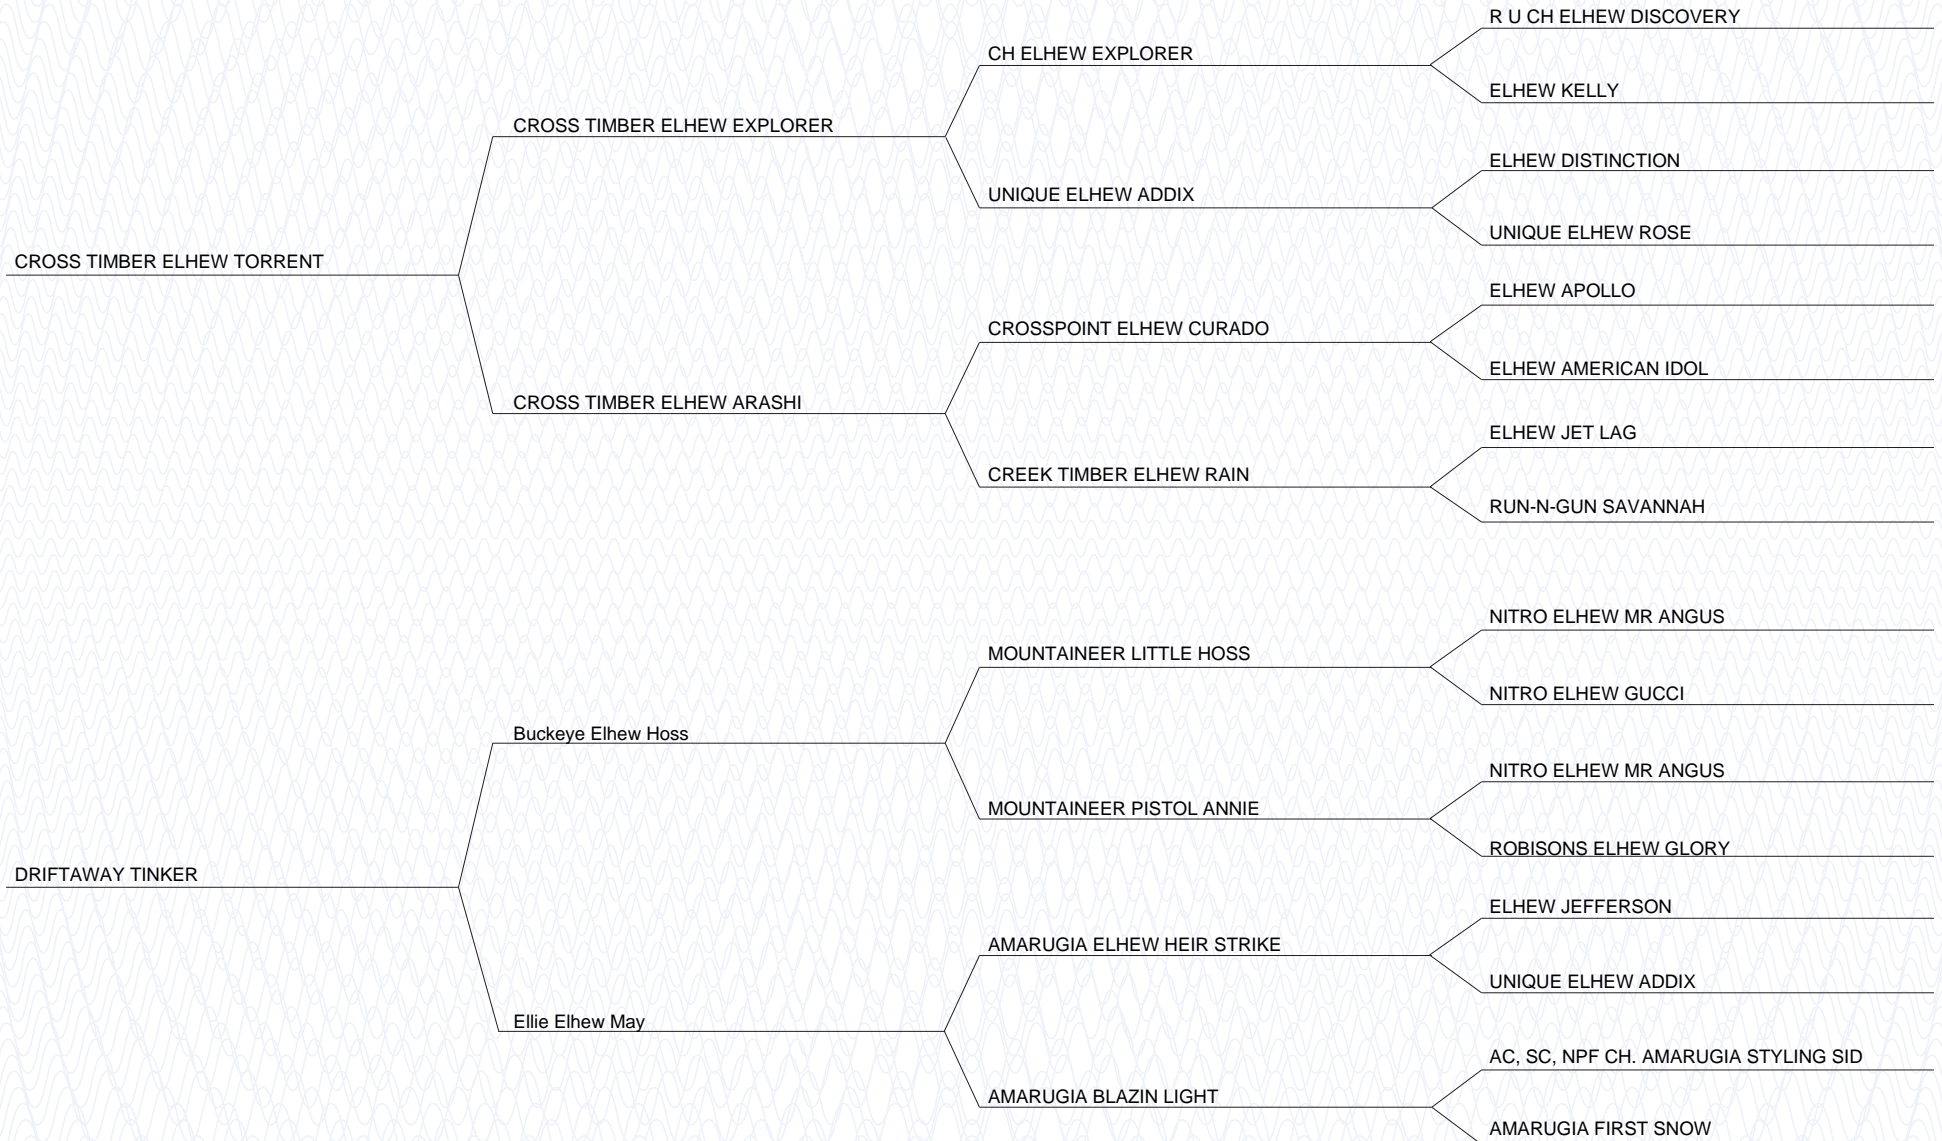 R U CH ELHEW DISCOVERY
CH ELHEW EXPLORER
ELHEW KELLY
CROSS TIMBER ELHEW EXPLORER
ELHEW DISTINCTION
UNIQUE ELHEW ADDIX
UNIQUE ELHEW ROSE
CROSS TIMBER ELHEW TORRENT
ELHEW APOLLO
CROSSPOINT ELHEW CURADO
ELHEW AMERICAN IDOL
CROSS TIMBER ELHEW ARASHI
ELHEW JET LAG
CREEK TIMBER ELHEW RAIN
RUN-N-GUN SAVANNAH
NITRO ELHEW MR ANGUS
MOUNTAINEER LITTLE HOSS
NITRO ELHEW GUCCI
Buckeye Elhew Hoss
NITRO ELHEW MR ANGUS
MOUNTAINEER PISTOL ANNIE
ROBISONS ELHEW GLORY
DRIFTAWAY TINKER
ELHEW JEFFERSON
AMARUGIA ELHEW HEIR STRIKE
UNIQUE ELHEW ADDIX
Ellie Elhew May
AC, SC, NPF CH. AMARUGIA STYLING SID
AMARUGIA BLAZIN LIGHT
AMARUGIA FIRST SNOW